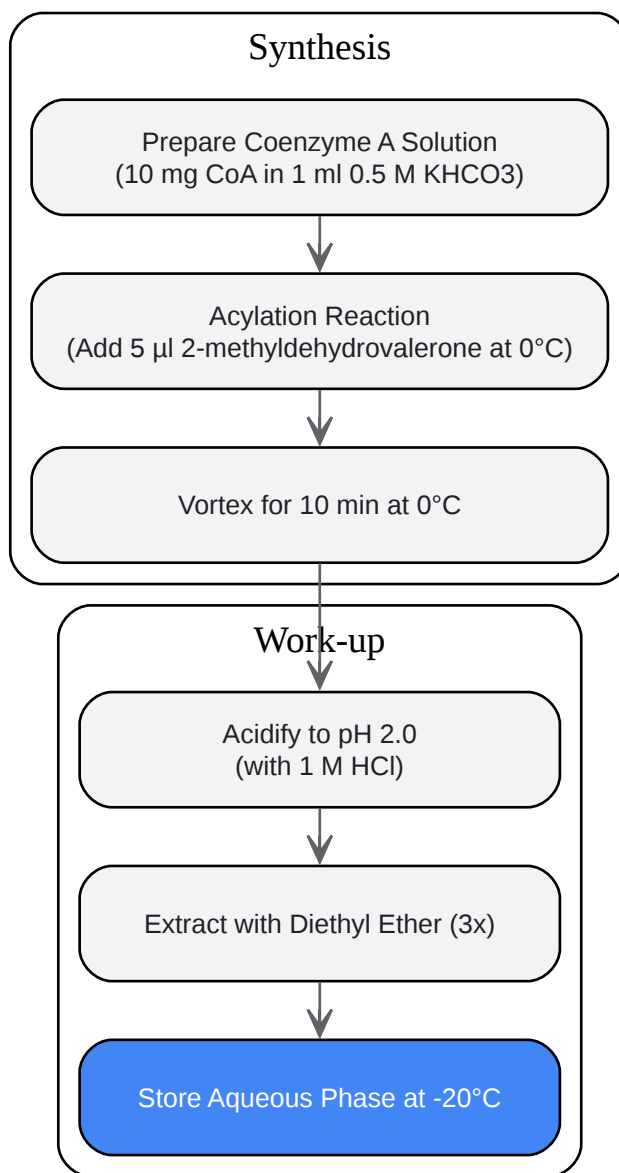 Synthesis
Prepare Coenzyme A Solution
(10 mg CoA in 1 ml 0.5 M KHCO3)
Acylation Reaction
(Add 5 µl 2-methyldehydrovalerone at 0°C)
Vortex for 10 min at 0°C
Work-up
Acidify to pH 2.0
(with 1 M HCl)
Extract with Diethyl Ether (3x)
Store Aqueous Phase at -20°C